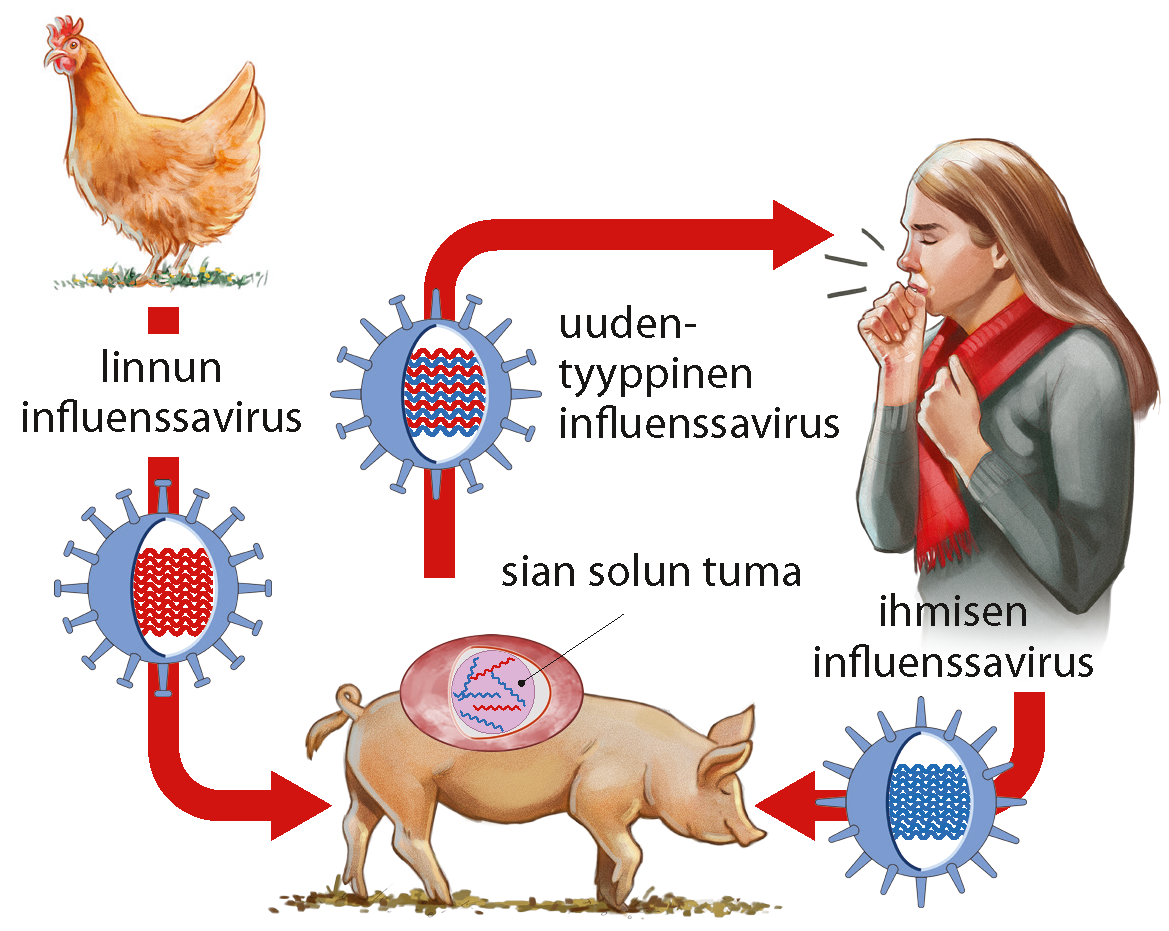 linnun
influenssavirus
uuden-
tyyppinen
influenssavirus
sian solun tuma
ihmisen
influenssavirus